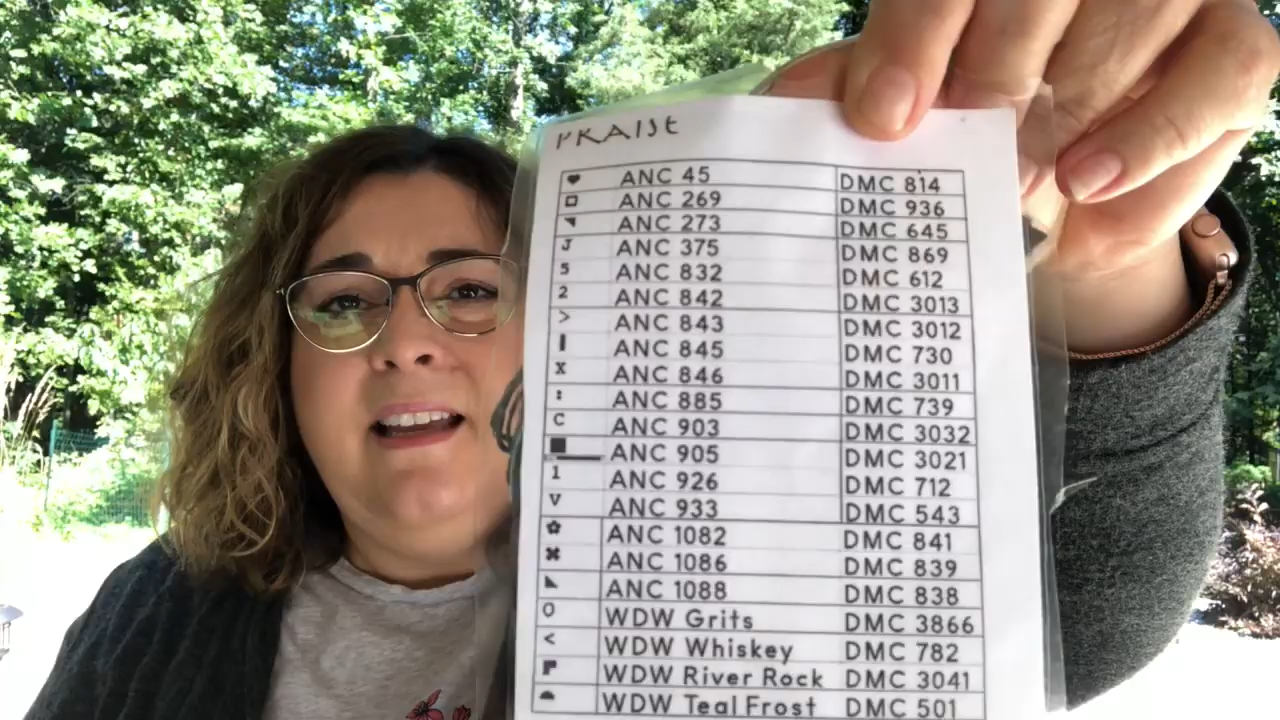 PRAISE
♥ ANC 45 DMC 814
ANC 269 DMC 936
◥ ANC 273 DMC 645
J ANC 375 DMC 869
5 ANC 832 DMC 612
2 ANC 842 DMC 3013
> ANC 843 DMC 3012
ANC 845 DMC 730
X ANC 846 DMC 3011
: ANC 885 DMC 739
C ANC 903 DMC 3032
■ ANC 905 DMC 3021
1 ANC 926 DMC 712
V ANC 933 DMC 543
✿ ANC 1082 DMC 841
✖ ANC 1086 DMC 839
◣ ANC 1088 DMC 838
O WDW Grits DMC 3866
< WDW Whiskey DMC 782
WDW River Rock DMC 3041
WDW Teal Frost DMC 501